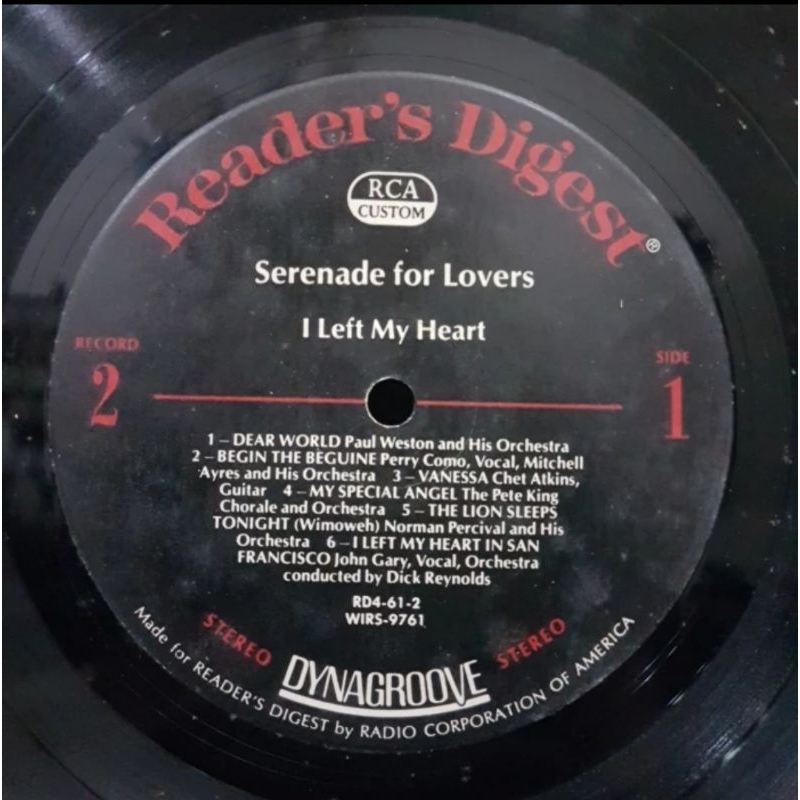 Reader's Digest®
RCA
CUSTOM
Serenade for Lovers
I Left My Heart
RECORD
2
SIDE
1
1 – DEAR WORLD Paul Weston and His Orchestra
2 – BEGIN THE BEGUINE Perry Como, Vocal, Mitchell
Ayres and His Orchestra 3 – VANESSA Chet Atkins,
Guitar 4 – MY SPECIAL ANGEL The Pete King
Chorale and Orchestra 5 – THE LION SLEEPS
TONIGHT (Wimoweh) Norman Percival and His
Orchestra 6 – I LEFT MY HEART IN SAN
FRANCISCO John Gary, Vocal, Orchestra
conducted by Dick Reynolds
RD4-61-2
WIRS-9761
STEREO
DYNAGROOVE
STEREO
Made for READER'S DIGEST by RADIO CORPORATION OF AMERICA